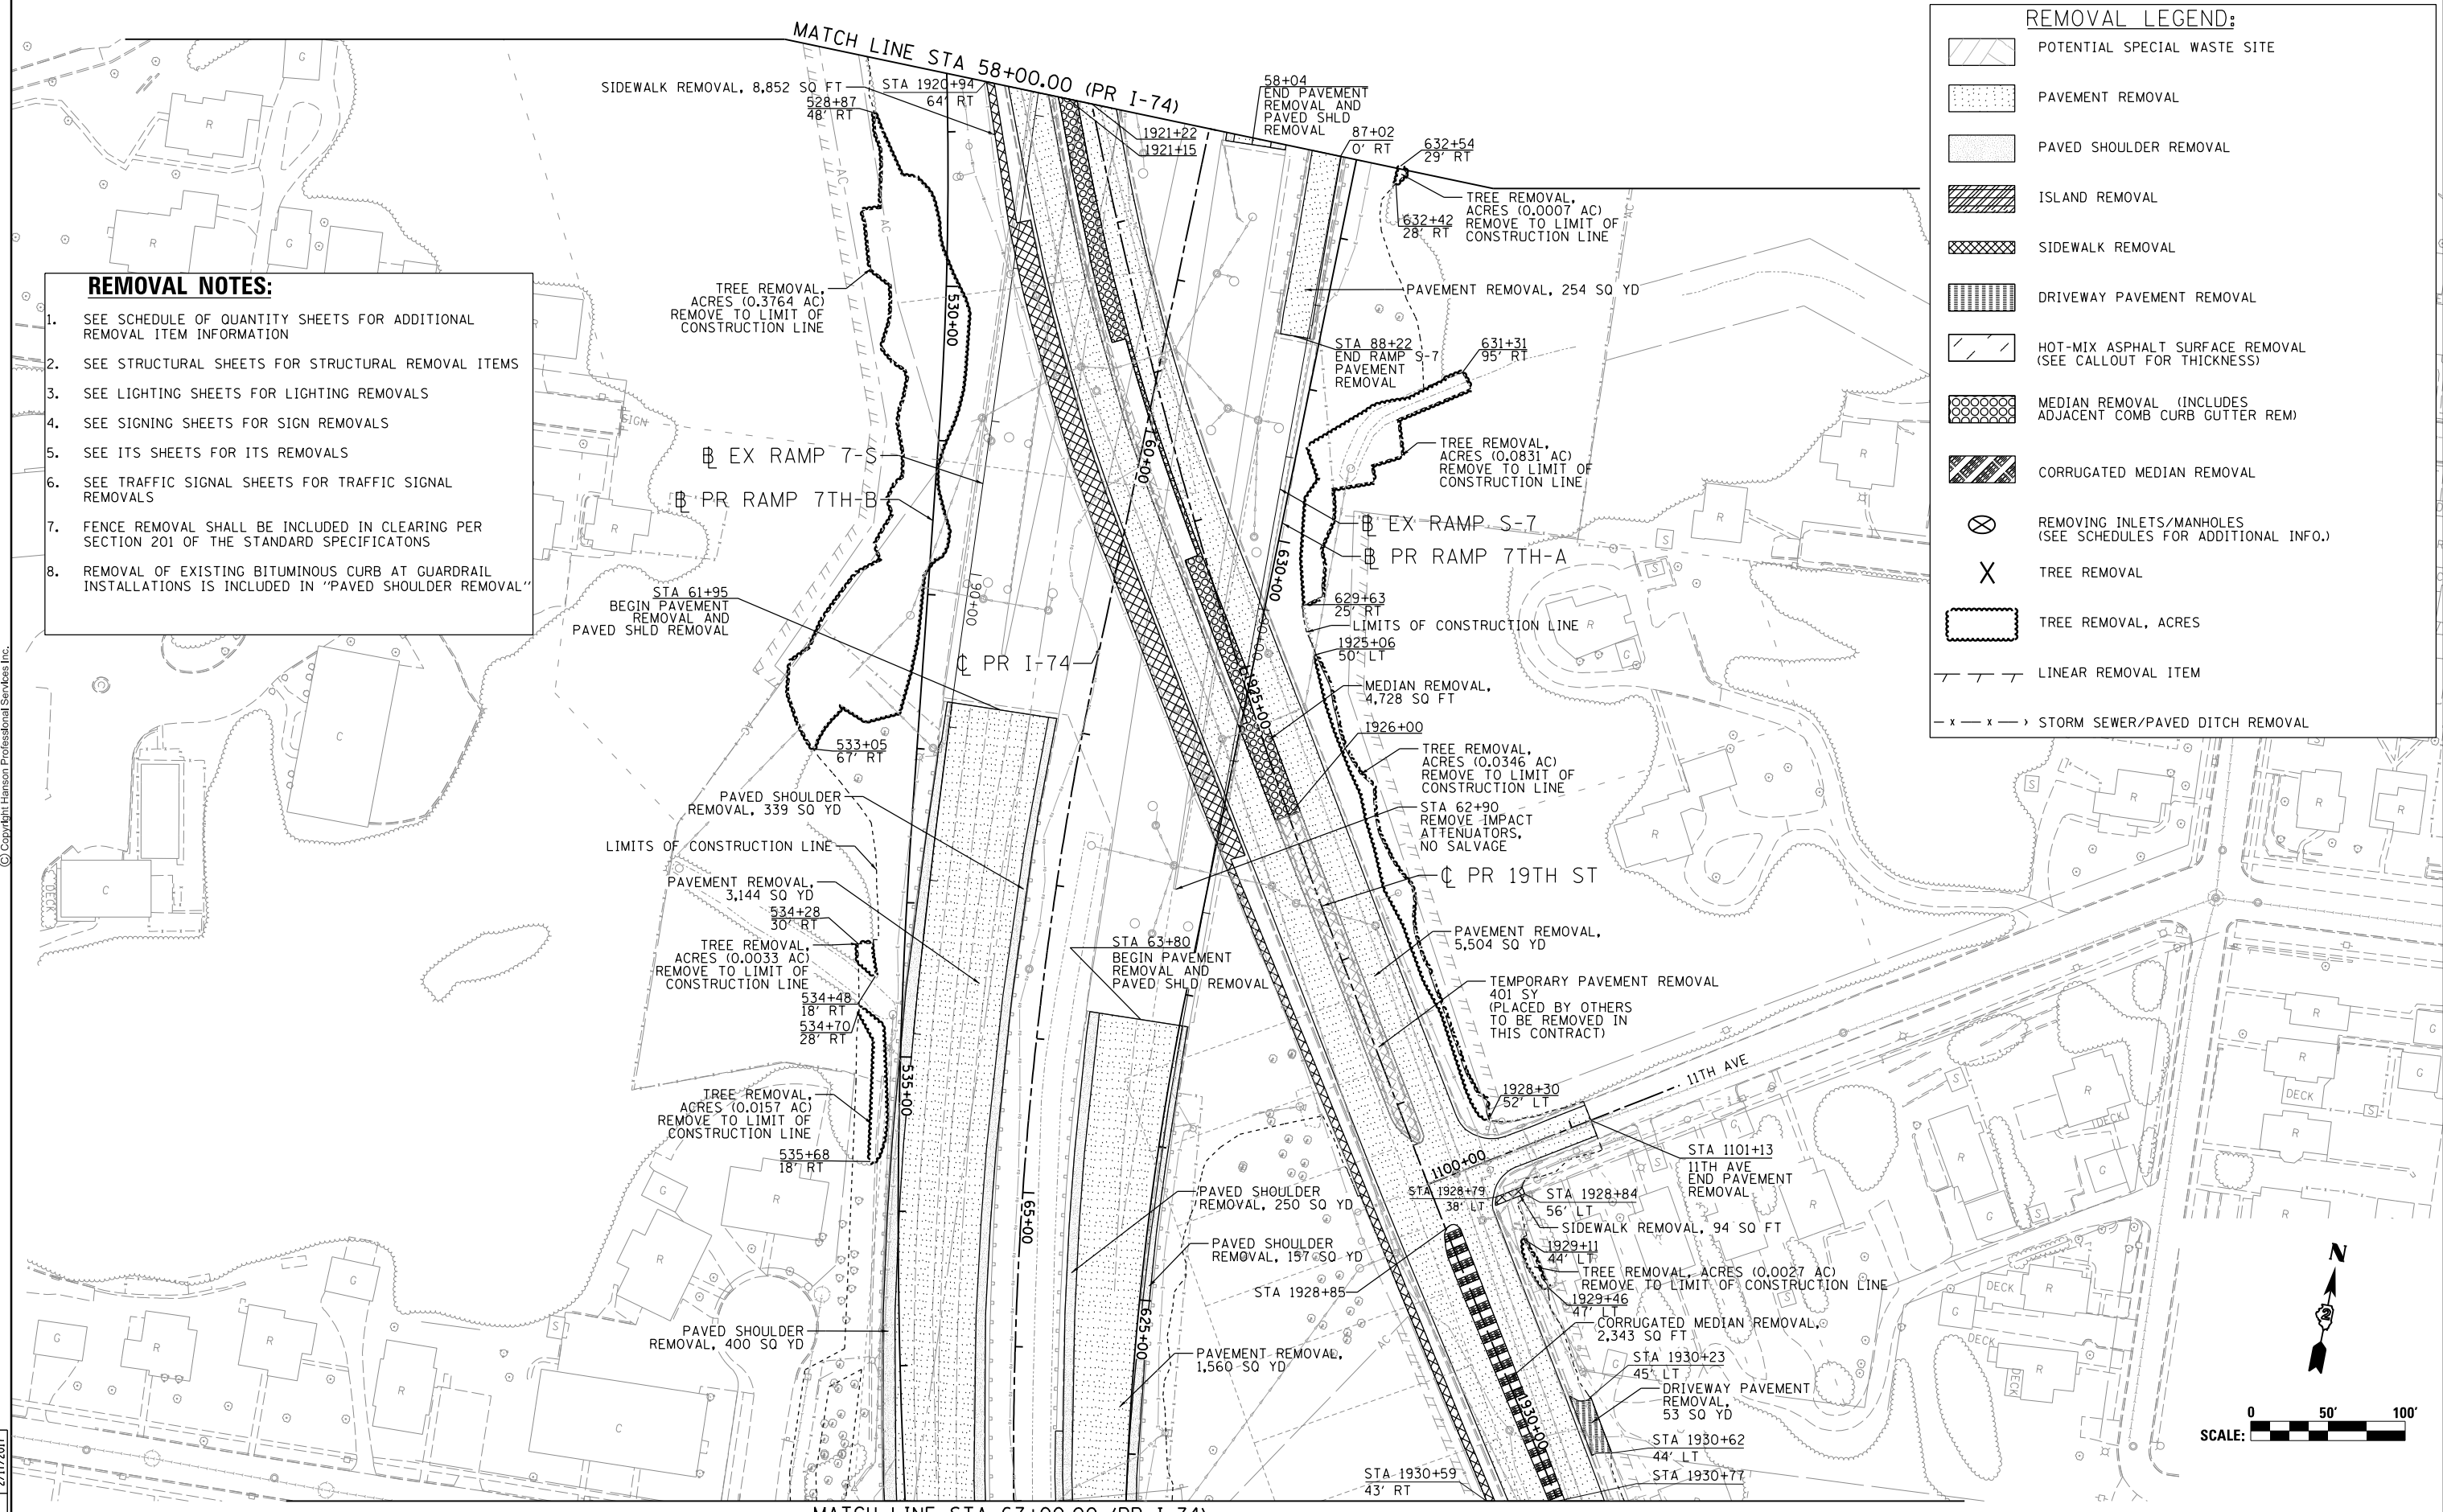 MATCH LINE STA 58+00.00 (PR I-74)
SIDEWALK REMOVAL, 8,852 SQ FT
STA 1920+94
64' RT
528+87
48' RT
1921+22
1921+15
58+04
END PAVEMENT
REMOVAL AND
PAVED SHLD
REMOVAL
87+02
0' RT
632+54
29' RT
TREE REMOVAL,
ACRES (0.0007 AC)
REMOVE TO LIMIT OF
CONSTRUCTION LINE
632+42
28' RT
REMOVAL LEGEND:
POTENTIAL SPECIAL WASTE SITE
PAVEMENT REMOVAL
PAVED SHOULDER REMOVAL
ISLAND REMOVAL
SIDEWALK REMOVAL
DRIVEWAY PAVEMENT REMOVAL
HOT-MIX ASPHALT SURFACE REMOVAL
(SEE CALLOUT FOR THICKNESS)
MEDIAN REMOVAL (INCLUDES
ADJACENT COMB CURB GUTTER REM)
CORRUGATED MEDIAN REMOVAL
REMOVING INLETS/MANHOLES
(SEE SCHEDULES FOR ADDITIONAL INFO.)
TREE REMOVAL
TREE REMOVAL, ACRES
LINEAR REMOVAL ITEM
STORM SEWER/PAVED DITCH REMOVAL
REMOVAL NOTES:
1. SEE SCHEDULE OF QUANTITY SHEETS FOR ADDITIONAL
REMOVAL ITEM INFORMATION
2. SEE STRUCTURAL SHEETS FOR STRUCTURAL REMOVAL ITEMS
3. SEE LIGHTING SHEETS FOR LIGHTING REMOVALS
4. SEE SIGNING SHEETS FOR SIGN REMOVALS
5. SEE ITS SHEETS FOR ITS REMOVALS
6. SEE TRAFFIC SIGNAL SHEETS FOR TRAFFIC SIGNAL
REMOVALS
7. FENCE REMOVAL SHALL BE INCLUDED IN CLEARING PER
SECTION 201 OF THE STANDARD SPECIFICATONS
8. REMOVAL OF EXISTING BITUMINOUS CURB AT GUARDRAIL
INSTALLATIONS IS INCLUDED IN "PAVED SHOULDER REMOVAL"
TREE REMOVAL,
ACRES (0.3764 AC)
REMOVE TO LIMIT OF
CONSTRUCTION LINE
530+00
PAVEMENT REMOVAL, 254 SQ YD
STA 88+22
END RAMP S-7
PAVEMENT
REMOVAL
631+31
95' RT
SIGN
60+00
TREE REMOVAL,
ACRES (0.0831 AC)
REMOVE TO LIMIT OF
CONSTRUCTION LINE
EX RAMP 7-S
PR RAMP 7TH-B
EX RAMP S-7
PR RAMP 7TH-A
630+00
90+00
STA 61+95
BEGIN PAVEMENT
REMOVAL AND
PAVED SHLD REMOVAL
629+63
25' RT
LIMITS OF CONSTRUCTION LINE
1925+06
50' LT
PR I-74
MEDIAN REMOVAL,
4,728 SQ FT
1925+00
1926+00
533+05
67' RT
TREE REMOVAL,
ACRES (0.0346 AC)
REMOVE TO LIMIT OF
CONSTRUCTION LINE
PAVED SHOULDER
REMOVAL, 339 SQ YD
STA 62+90
REMOVE IMPACT
ATTENUATORS,
NO SALVAGE
LIMITS OF CONSTRUCTION LINE
PR 19TH ST
PAVEMENT REMOVAL,
3,144 SQ YD
534+28
30' RT
TREE REMOVAL,
ACRES (0.0033 AC)
REMOVE TO LIMIT OF
CONSTRUCTION LINE
STA 63+80
BEGIN PAVEMENT
REMOVAL AND
PAVED SHLD REMOVAL
PAVEMENT REMOVAL,
5,504 SQ YD
TEMPORARY PAVEMENT REMOVAL
401 SY
(PLACED BY OTHERS
TO BE REMOVED IN
THIS CONTRACT)
534+48
18' RT
534+70
28' RT
535+00
TREE REMOVAL,
ACRES (0.0157 AC)
REMOVE TO LIMIT OF
CONSTRUCTION LINE
535+68
18' RT
11TH AVE
1928+30
52' LT
1100+00
STA 1101+13
11TH AVE
END PAVEMENT
REMOVAL
STA 1928+79
38' LT
STA 1928+84
56' LT
SIDEWALK REMOVAL, 94 SQ FT
PAVED SHOULDER
REMOVAL, 250 SQ YD
65+00
PAVED SHOULDER
REMOVAL, 157 SQ YD
1929+11
44' LT
TREE REMOVAL, ACRES (0.0027 AC)
REMOVE TO LIMIT OF CONSTRUCTION LINE
STA 1928+85
1929+46
47' LT
625+00
PAVED SHOULDER
REMOVAL, 400 SQ YD
CORRUGATED MEDIAN REMOVAL,
2,343 SQ FT
PAVEMENT REMOVAL,
1,560 SQ YD
STA 1930+23
45' LT
DRIVEWAY PAVEMENT
REMOVAL,
53 SQ YD
1930+00
STA 1930+62
44' LT
STA 1930+59
43' RT
STA 1930+77
DECK
DECK
DECK
DECK
DECK
DECK
N
0 50' 100'
SCALE:
MATCH LINE STA 67+00.00 (PR I-74)
(C) Copyright Hanson Professional Services Inc.